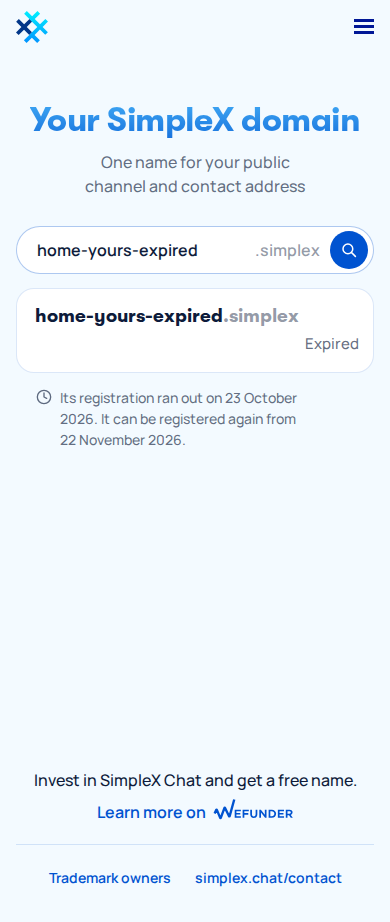 Your SimpleX domain
One name for your public
channel and contact address
home-yours-expired .simplex
home-yours-expired.simplex
Expired
Its registration ran out on 23 October
2026. It can be registered again from
22 November 2026.
Invest in SimpleX Chat and get a free name.
Learn more on WEFUNDER
Trademark owners simplex.chat/contact